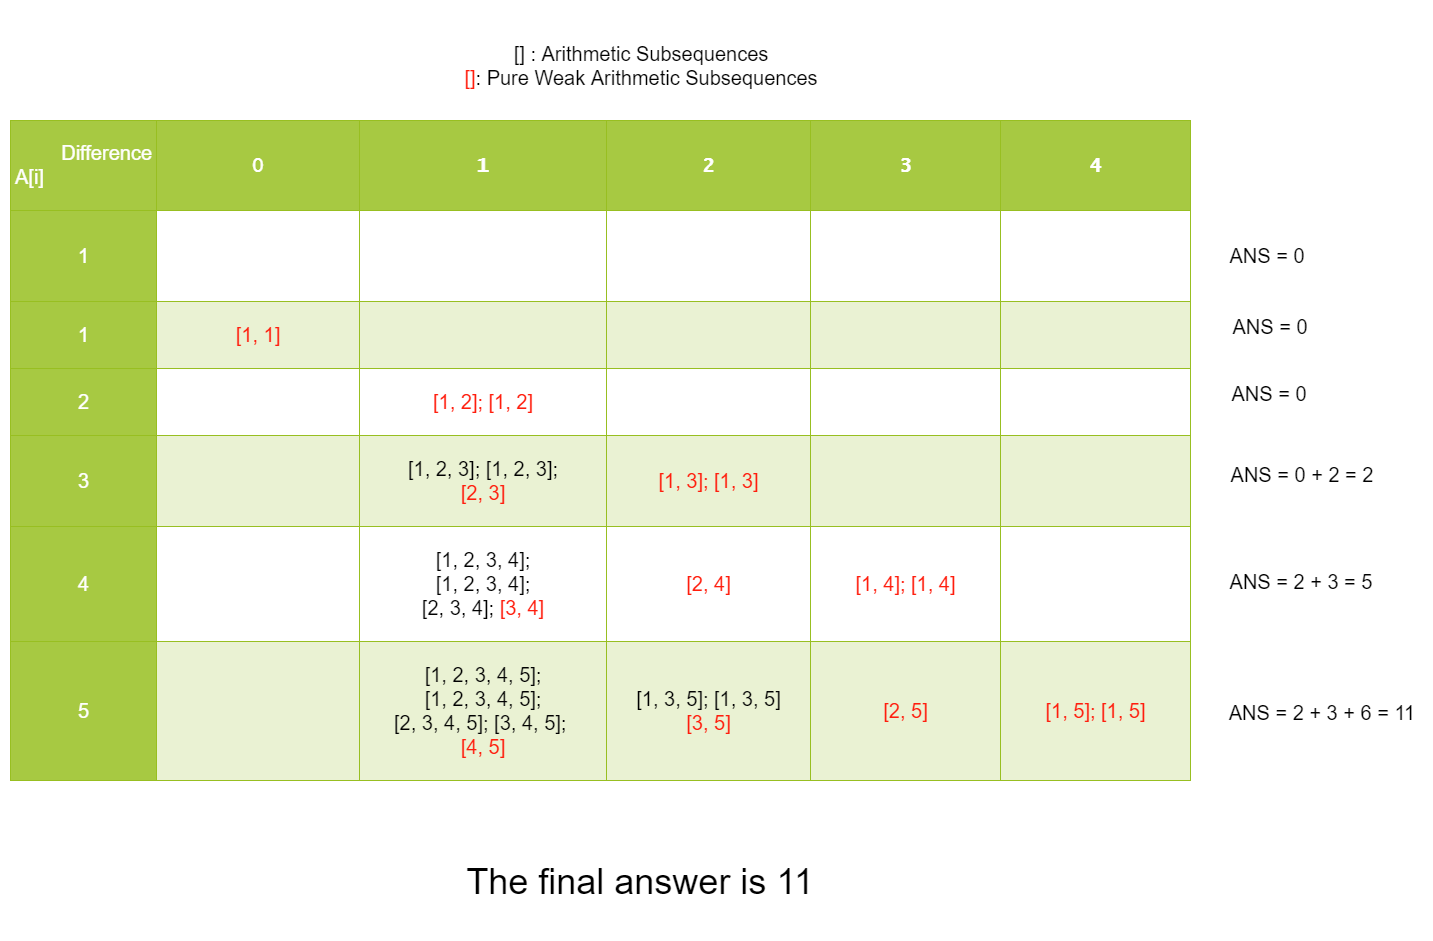 [] : Arithmetic Subsequences
[]: Pure Weak Arithmetic Subsequences
Difference
A[i]
0
1
2
3
4
1
ANS = 0
1
[1, 1]
ANS = 0
2
[1, 2]; [1, 2]
ANS = 0
3
[1, 2, 3]; [1, 2, 3];
[2, 3]
[1, 3]; [1, 3]
ANS = 0 + 2 = 2
4
[1, 2, 3, 4];
[1, 2, 3, 4];
[2, 3, 4]; [3, 4]
[2, 4]
[1, 4]; [1, 4]
ANS = 2 + 3 = 5
5
[1, 2, 3, 4, 5];
[1, 2, 3, 4, 5];
[2, 3, 4, 5]; [3, 4, 5];
[4, 5]
[1, 3, 5]; [1, 3, 5]
[3, 5]
[2, 5]
[1, 5]; [1, 5]
ANS = 2 + 3 + 6 = 11
The final answer is 11